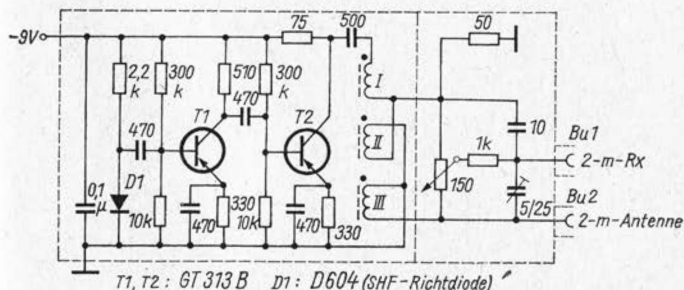 -9V
75
500
50
2,2
k
300
k
510
300
k
I
470
T1
470
T2
II
10
1k
Bu1
2-m-Rx
D1
III
150
5/25
Bu2
2-m-Antenne
0,1
µ
10k
470
330
10k
470
330
T1, T2 : GT 313 B D1 : D604 (SHF-Richtdiode)